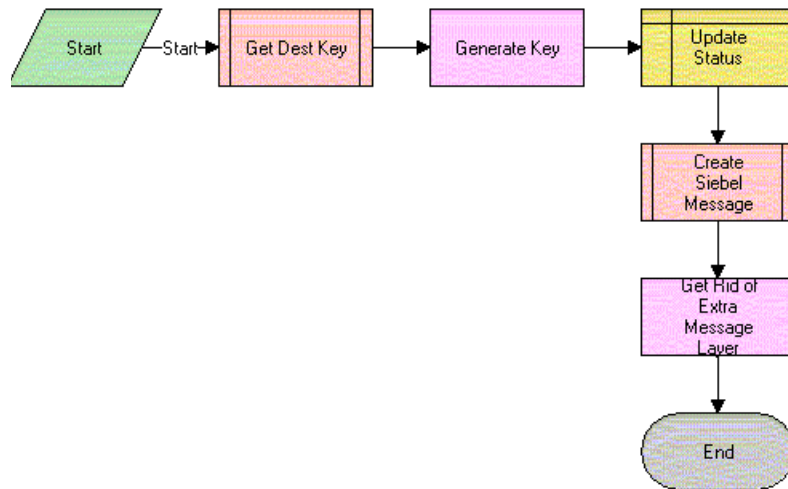 Start
Start
Get Dest Key
Generate Key
Update
Status
Create
Siebel
Message
Get Rid of
Extra
Message
Layer
End